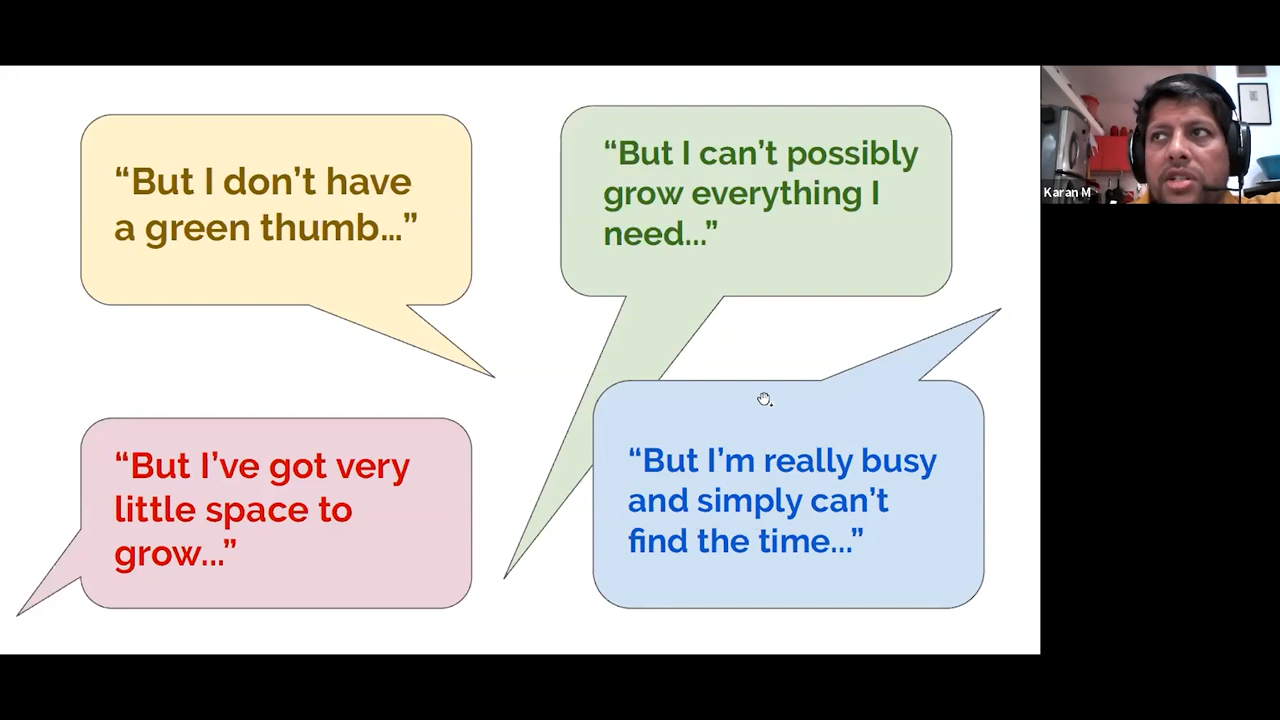 “But I don’t have
a green thumb…”
“But I can’t possibly
grow everything I
need...”
“But I’ve got very
little space to
grow...”
“But I’m really busy
and simply can’t
find the time...”
Karan M